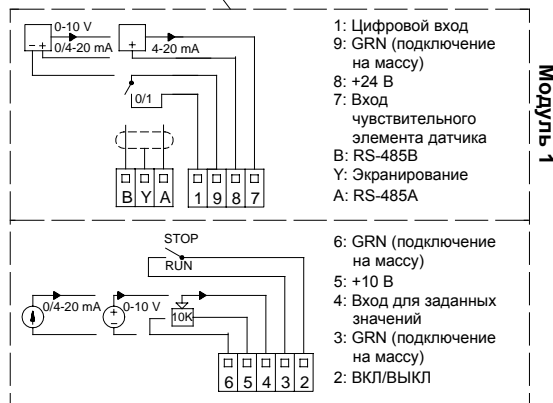 0-10 V
0/4-20 mA
4-20 mA
0/1
B Y A 1 9 8 7
1: Цифровой вход
9: GRN (подключение
на массу)
8: +24 В
7: Вход
чувствительного
элемента датчика
B: RS-485B
Y: Экранирование
A: RS-485A
Модуль 1
STOP
RUN
0/4-20 mA
0-10 V
10K
6 5 4 3 2
6: GRN (подключение
на массу)
5: +10 В
4: Вход для заданных
значений
3: GRN (подключение
на массу)
2: ВКЛ/ВЫКЛ